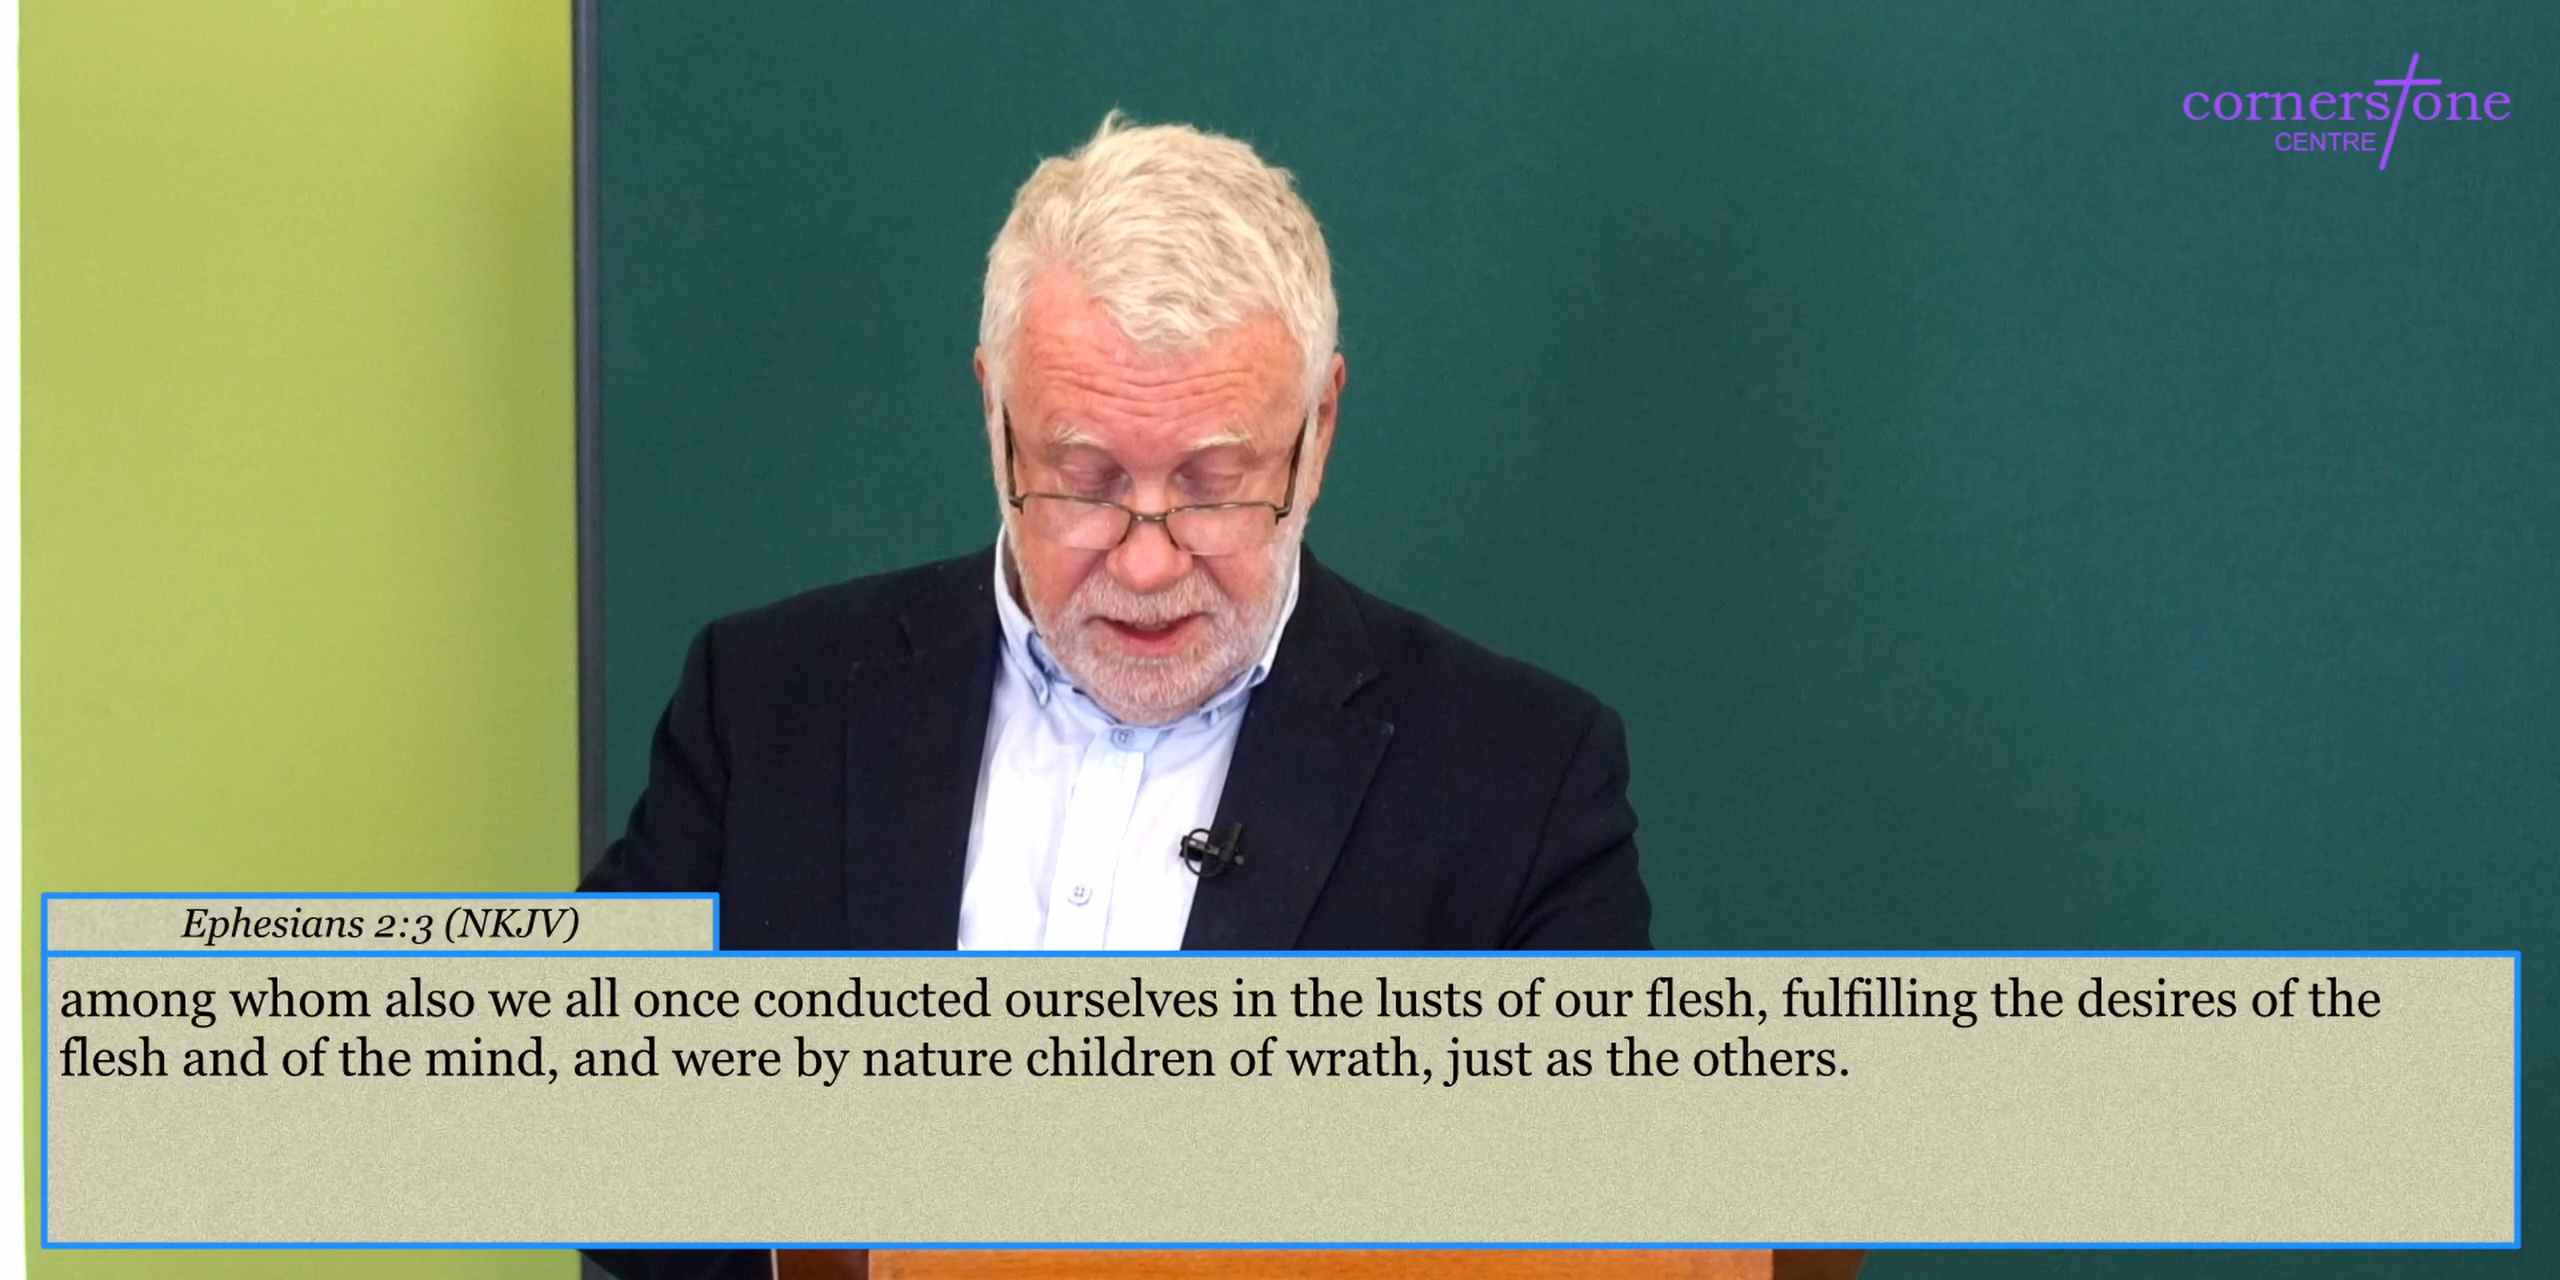 cornerstone
CENTRE
Ephesians 2:3 (NKJV)
among whom also we all once conducted ourselves in the lusts of our flesh, fulfilling the desires of the
flesh and of the mind, and were by nature children of wrath, just as the others.